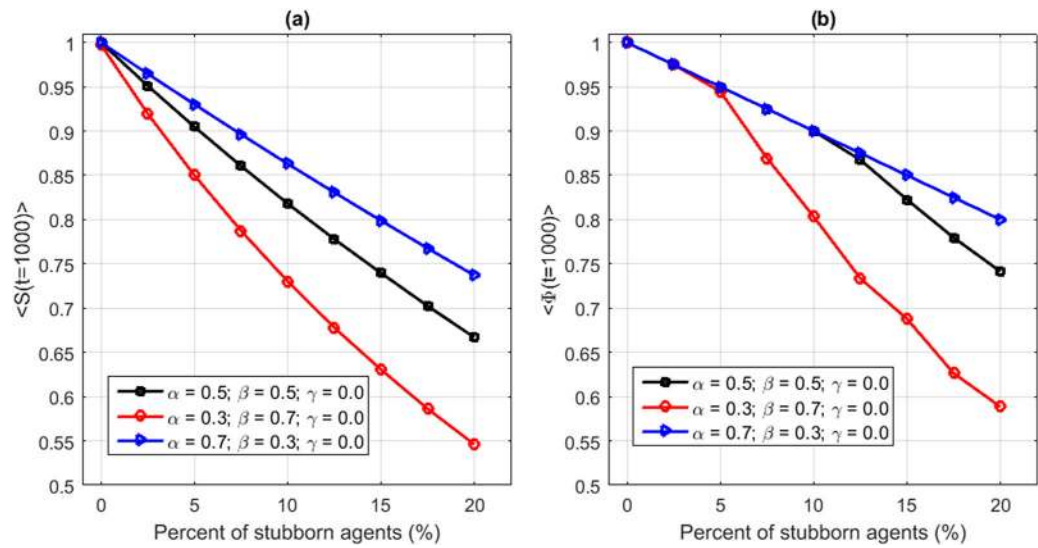 (a)
1
0.95
0.9
0.85
0.8
0.75
0.7
0.65
0.6
0.55
0.5
<S(t=1000)>
α = 0.5; β = 0.5; γ = 0.0
α = 0.3; β = 0.7; γ = 0.0
α = 0.7; β = 0.3; γ = 0.0
0 5 10 15 20
Percent of stubborn agents (%)
(b)
1
0.95
0.9
0.85
0.8
0.75
0.7
0.65
0.6
0.55
0.5
<Φ(t=1000)>
α = 0.5; β = 0.5; γ = 0.0
α = 0.3; β = 0.7; γ = 0.0
α = 0.7; β = 0.3; γ = 0.0
0 5 10 15 20
Percent of stubborn agents (%)